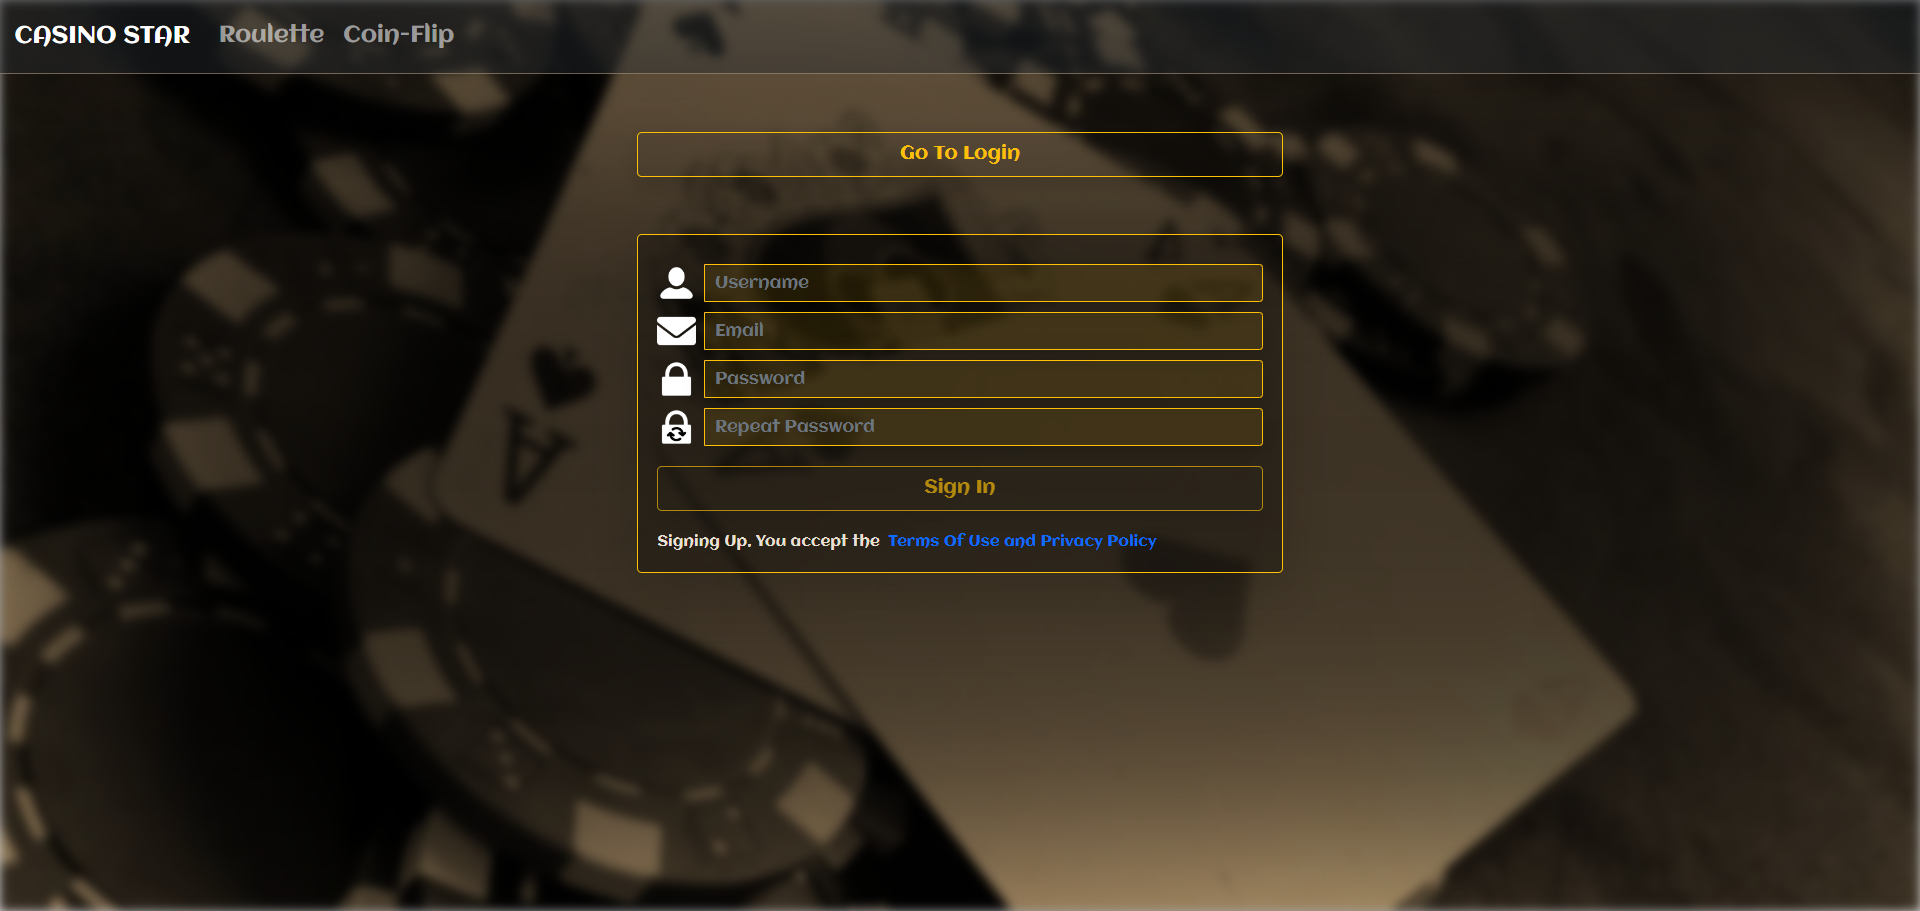 CASINO STAR Roulette Coin-Flip
Go To Login
Username
Email
Password
Repeat Password
Sign In
Signing Up, You accept the Terms Of Use and Privacy Policy
A